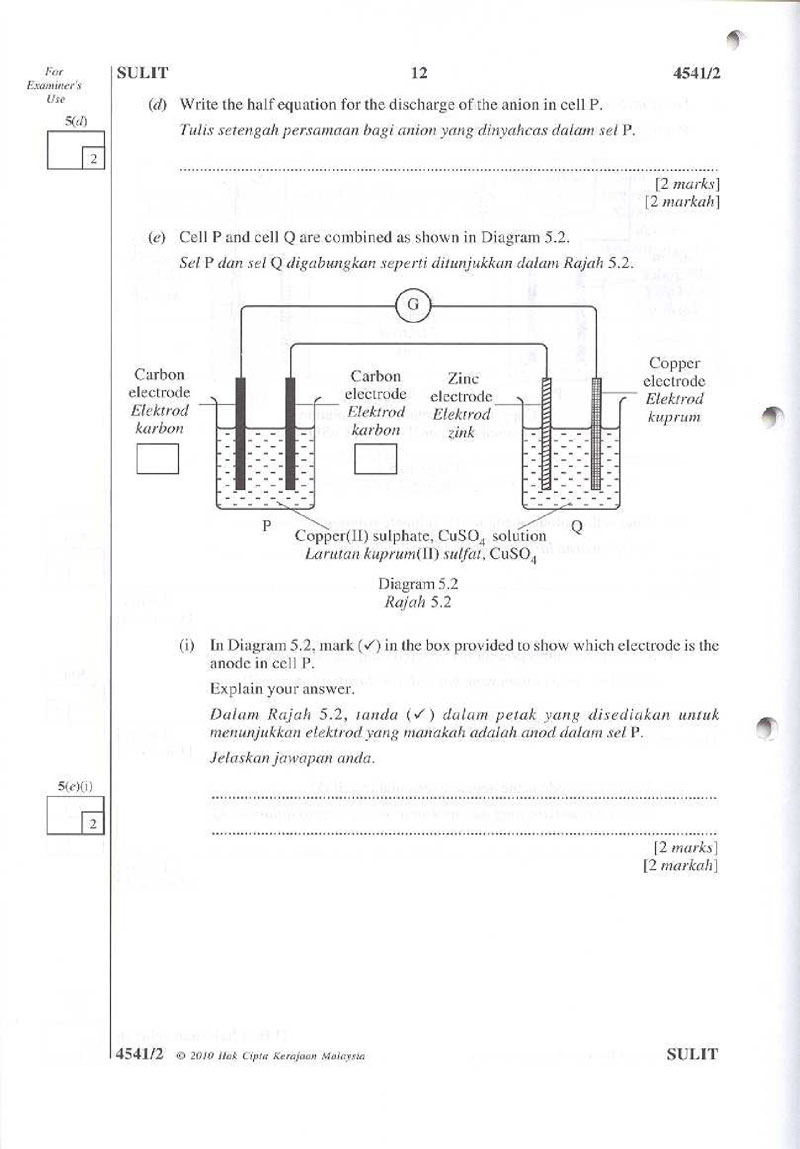 For
Examiner's
Use
SULIT 12 4541/2
5(d)
2
(d) Write the half equation for the discharge of the anion in cell P.
Tulis setengah persamaan bagi anion yang dinyahcas dalam sel P.
[2 marks]
[2 markah]
(e) Cell P and cell Q are combined as shown in Diagram 5.2.
Sel P dan sel Q digabungkan seperti ditunjukkan dalam Rajah 5.2.
G
Carbon
electrode
Elektrod
karbon
Carbon
electrode
Elektrod
karbon
Zinc
electrode
Elektrod
zink
Copper
electrode
Elektrod
kuprum
P
Q
Copper(II) sulphate, CuSO₄ solution
Larutan kuprum(II) sulfat, CuSO₄
Diagram 5.2
Rajah 5.2
(i) In Diagram 5.2, mark (✓) in the box provided to show which electrode is the
anode in cell P.
Explain your answer.
Dalam Rajah 5.2, tanda (✓) dalam petak yang disediakan untuk
menunjukkan elektrod yang manakah adalah anod dalam sel P.
Jelaskan jawapan anda.
5(e)(i)
2
[2 marks]
[2 markah]
4541/2 © 2010 Hak Cipta Kerajaan Malaysia SULIT